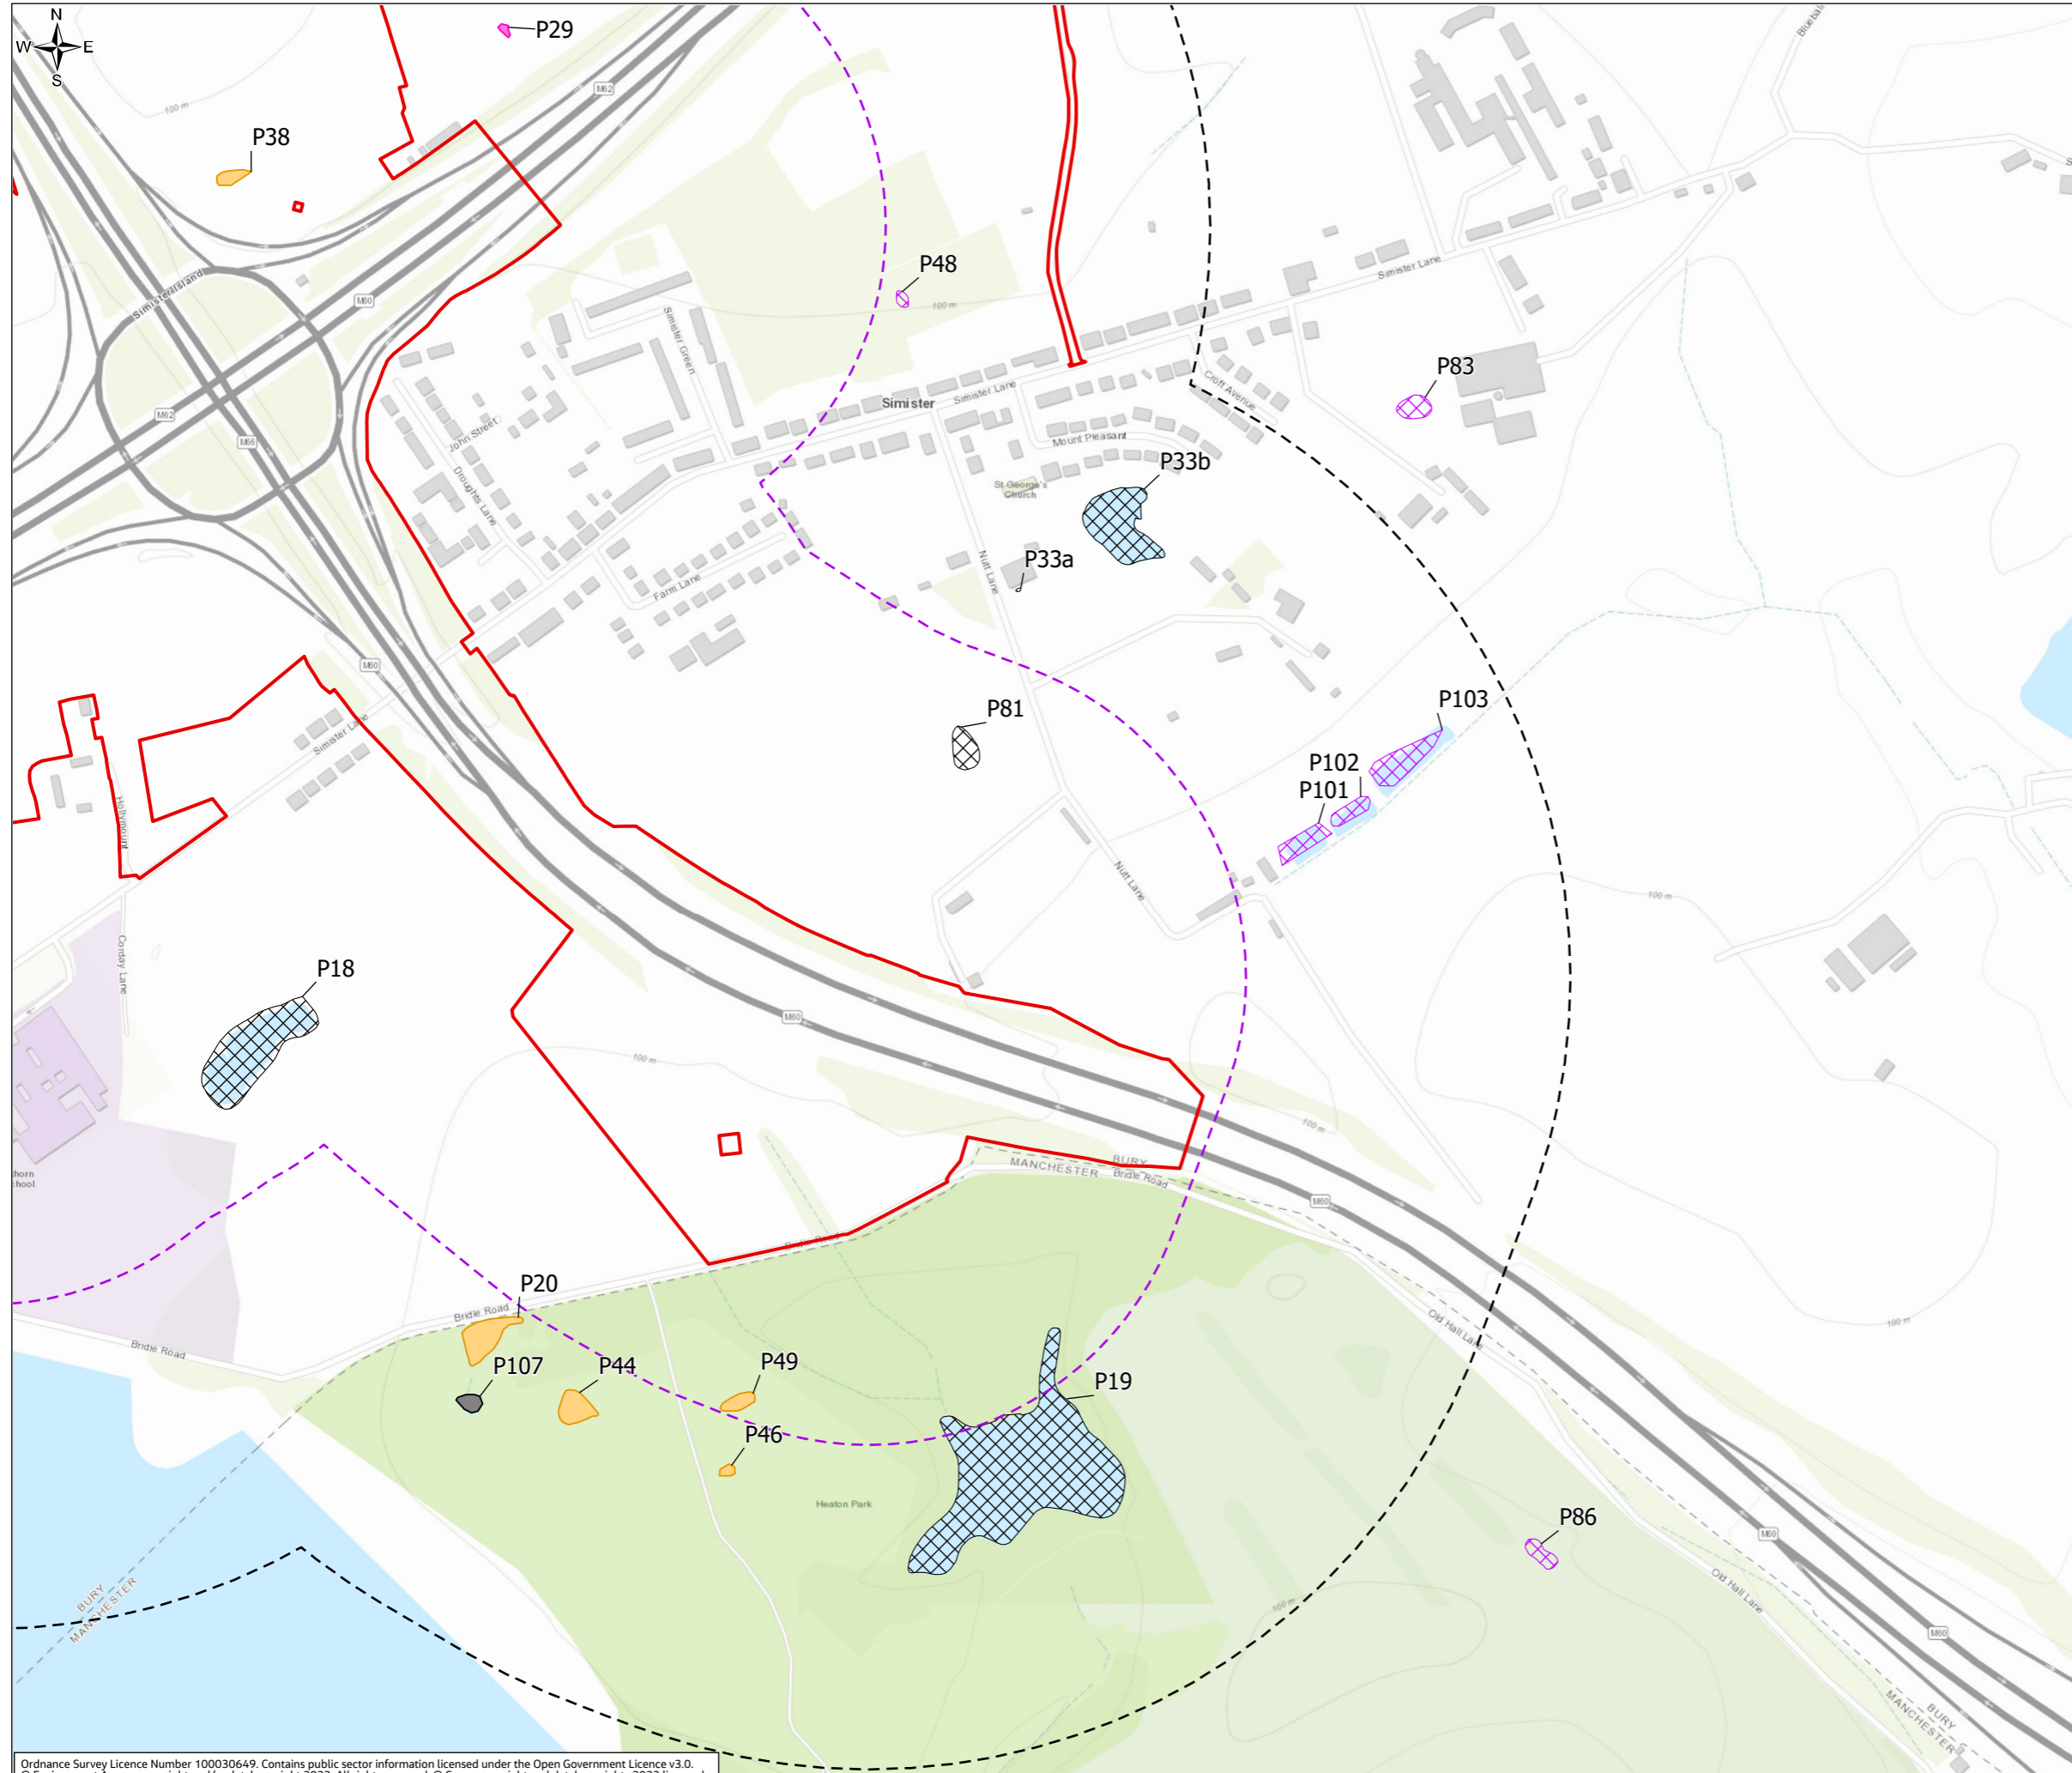 N
W E
S
P29
M62
100 m
P38
P48
100 m
Simister Island
M60
Simister Green
Simister Lane
P83
M62
M66
John Street
Droughts Lane
Simister
Simister Lane
Croft Avenue
Mount Pleasant
St George's
Church
P33b
Nutt Lane
P33a
Farm Lane
M60
P81
P103
P102
P101
Simister Lane
Hollymount
Nutt Lane
100 m
Corday Lane
P18
M60
100 m
100 m
BURY
MANCHESTER
Bridle Road
M60
Bridle Road
P20
Bridle Road
Bridle Road
Old Hall Lane
100 m
P107
P44
P49
P19
P46
Heaton Park
P86
M60
Old Hall Lane
100 m
BURY
MANCHESTER
M60
BURY
MANCHESTER
Ordnance Survey Licence Number 100030649. Contains public sector information licensed under the Open Government Licence v3.0.